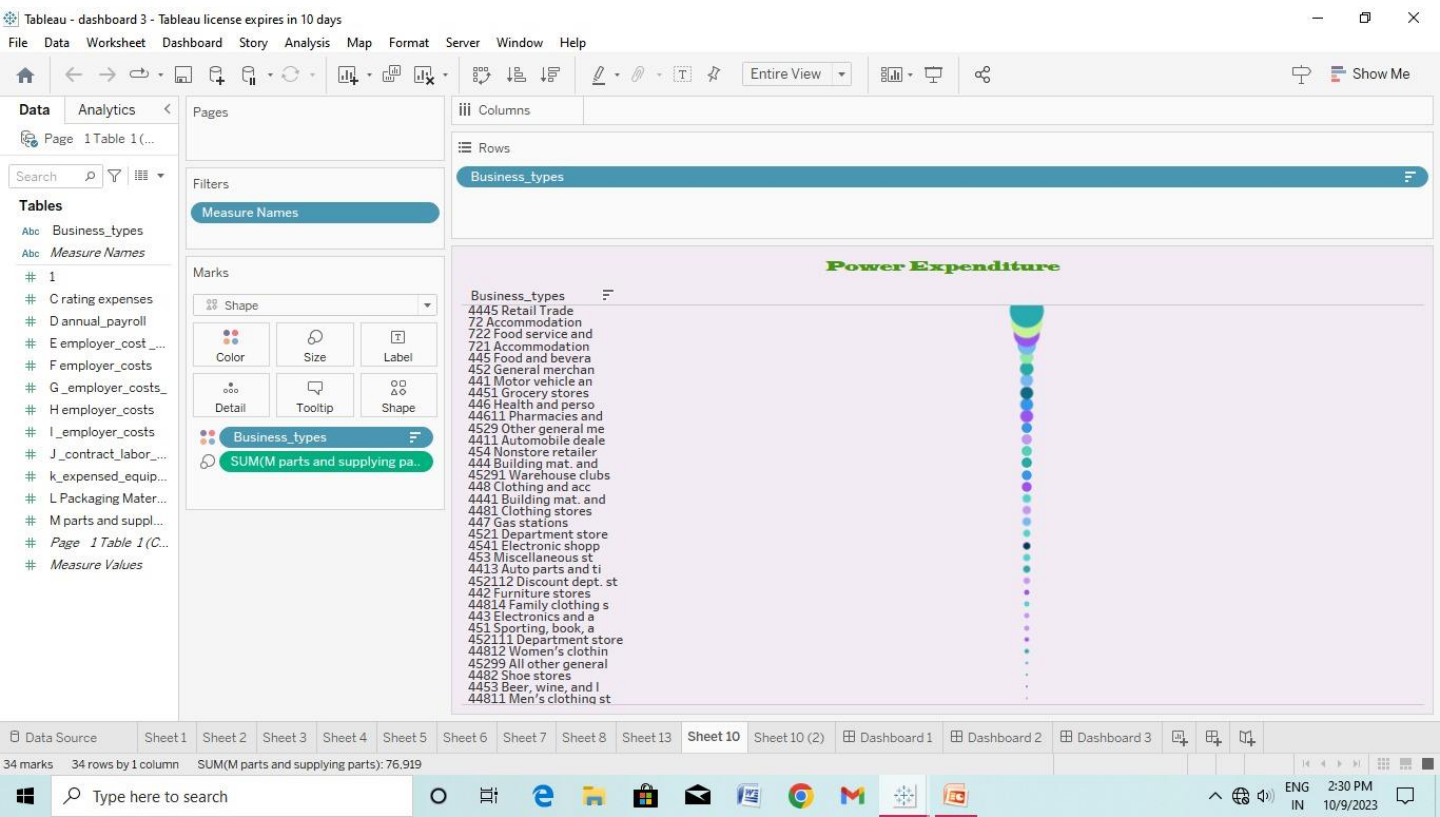 Tableau - dashboard 3 - Tableau license expires in 10 days
File Data Worksheet Dashboard Story Analysis Map Format Server Window Help
Entire View
Show Me
Data Analytics
Page 1 Table 1 (...
Search
Tables
Abc Business_types
Abc Measure Names
# 1
# C rating expenses
# D annual_payroll
# E employer_cost _...
# F employer_costs
# G _employer_costs_
# H employer_costs
# I _employer_costs
# J _contract_labor_...
# k_expensed_equip...
# L Packaging Mater...
# M parts and suppl...
# Page 1 Table 1 (C...
# Measure Values
Pages
Filters
Measure Names
Marks
Shape
Color Size Label
Detail Tooltip Shape
Business_types
SUM(M parts and supplying pa..
iii Columns
Rows
Business_types
Power Expenditure
Business_types
4445 Retail Trade
72 Accommodation
722 Food service and
721 Accommodation
445 Food and bevera
452 General merchan
441 Motor vehicle an
4451 Grocery stores
446 Health and perso
44611 Pharmacies and
4529 Other general me
4411 Automobile deale
454 Nonstore retailer
444 Building mat. and
45291 Warehouse clubs
448 Clothing and acc
4441 Building mat. and
4481 Clothing stores
447 Gas stations
4521 Department store
4541 Electronic shopp
453 Miscellaneous st
4413 Auto parts and ti
452112 Discount dept. st
442 Furniture stores
44814 Family clothing s
443 Electronics and a
451 Sporting, book, a
452111 Department store
44812 Women's clothin
45299 All other general
4482 Shoe stores
4453 Beer, wine, and l
44811 Men's clothing st
Data Source Sheet 1 Sheet 2 Sheet 3 Sheet 4 Sheet 5 Sheet 6 Sheet 7 Sheet 8 Sheet 13 Sheet 10 Sheet 10 (2) Dashboard 1 Dashboard 2 Dashboard 3
34 marks 34 rows by 1 column SUM(M parts and supplying parts): 76,919
Type here to search
ENG 2:30 PM
IN 10/9/2023